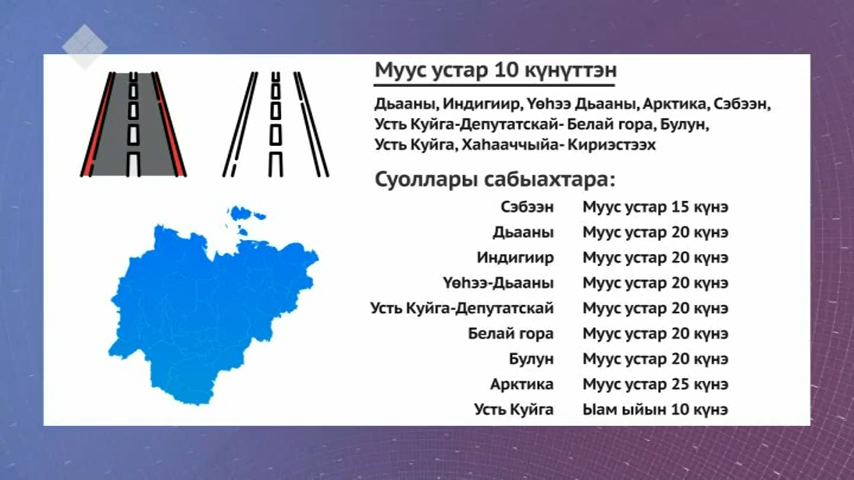 Муус устар 10 күнүттэн
Дьааны, Индигиир, Үөһээ Дьааны, Арктика, Сэбээн,
Усть Куйга-Депутатскай- Белай гора, Булун,
Усть Куйга, Хаһааччыйа- Кириэстээх
Суоллары сабыахтара:
Сэбээн Муус устар 15 күнэ
Дьааны Муус устар 20 күнэ
Индигиир Муус устар 20 күнэ
Үөһээ-Дьааны Муус устар 20 күнэ
Усть Куйга-Депутатскай Муус устар 20 күнэ
Белай гора Муус устар 20 күнэ
Булун Муус устар 20 күнэ
Арктика Муус устар 25 күнэ
Усть Куйга Ыам ыйын 10 күнэ